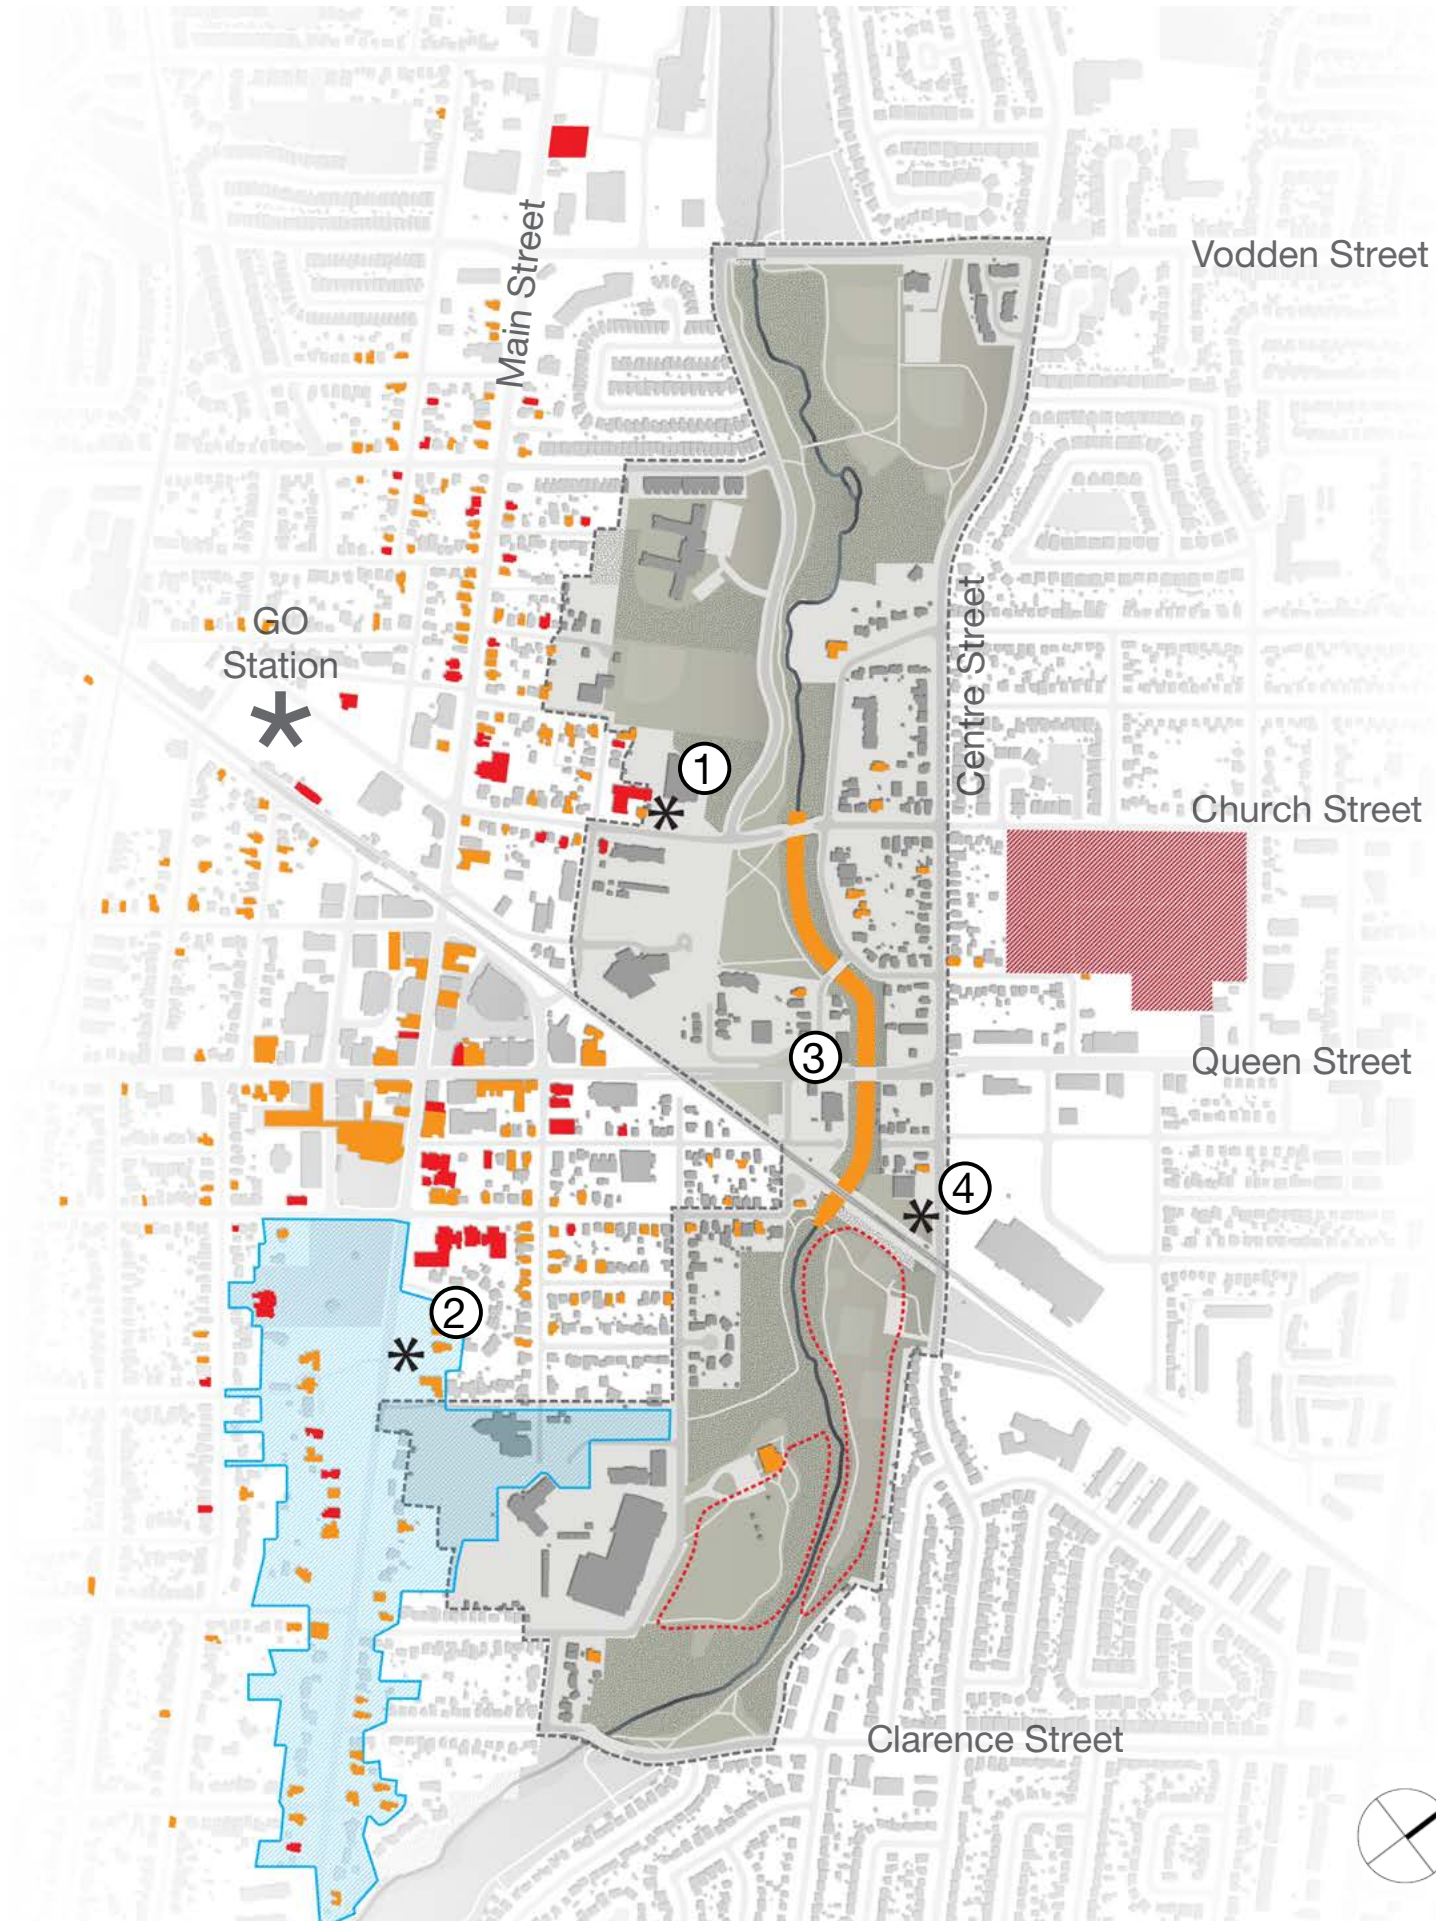 Vodden Street
Main Street
GO
Station
Centre Street
1
Church Street
3
Queen Street
4
2
Clarence Street